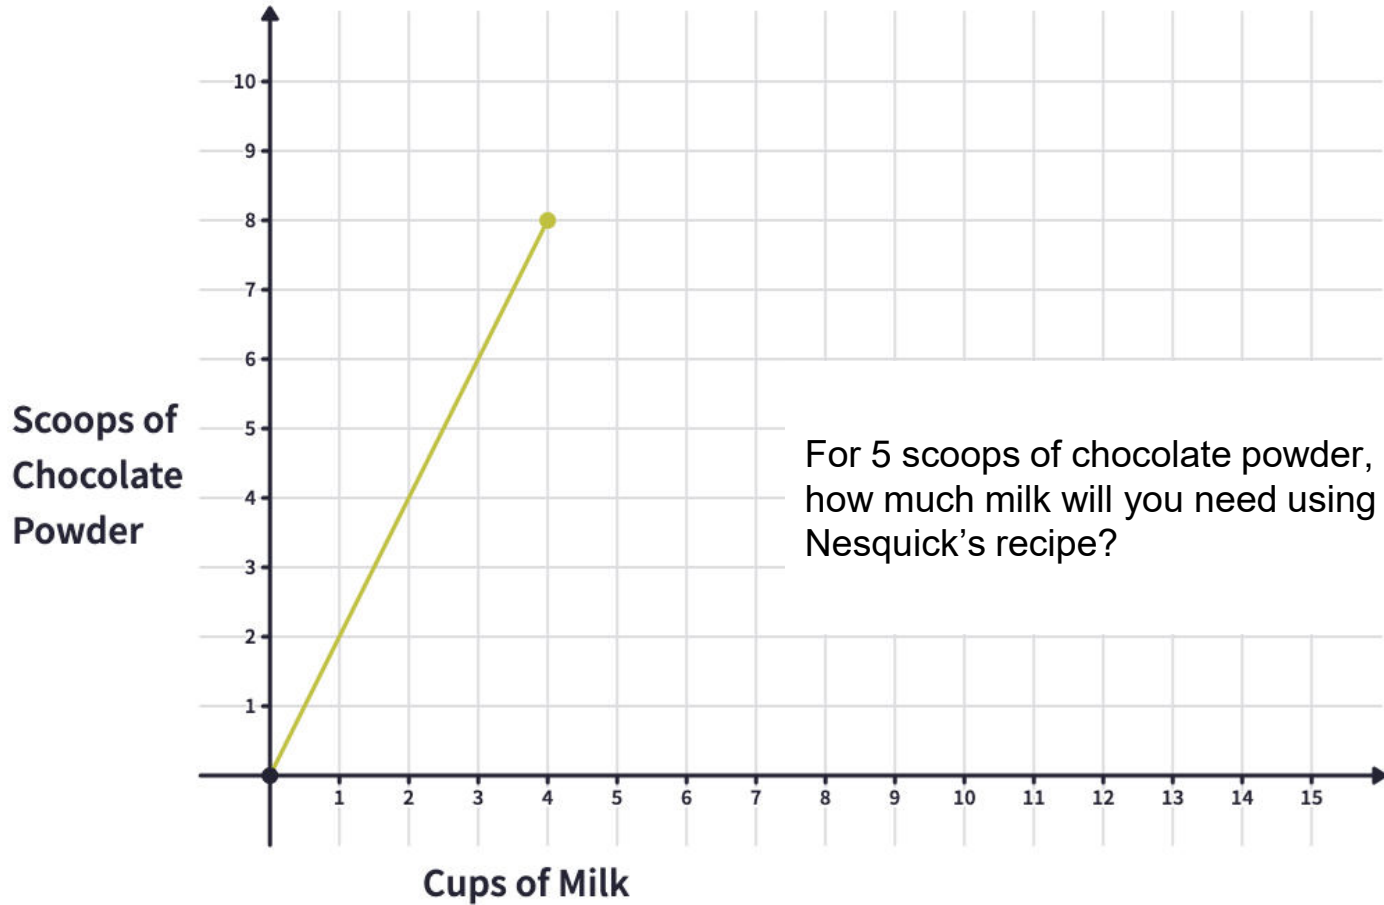 10
9
8
7
6
5
4
3
2
1
Scoops of
Chocolate
Powder
For 5 scoops of chocolate powder,
how much milk will you need using
Nesquick’s recipe?
1 2 3 4 5 6 7 8 9 10 11 12 13 14 15
Cups of Milk